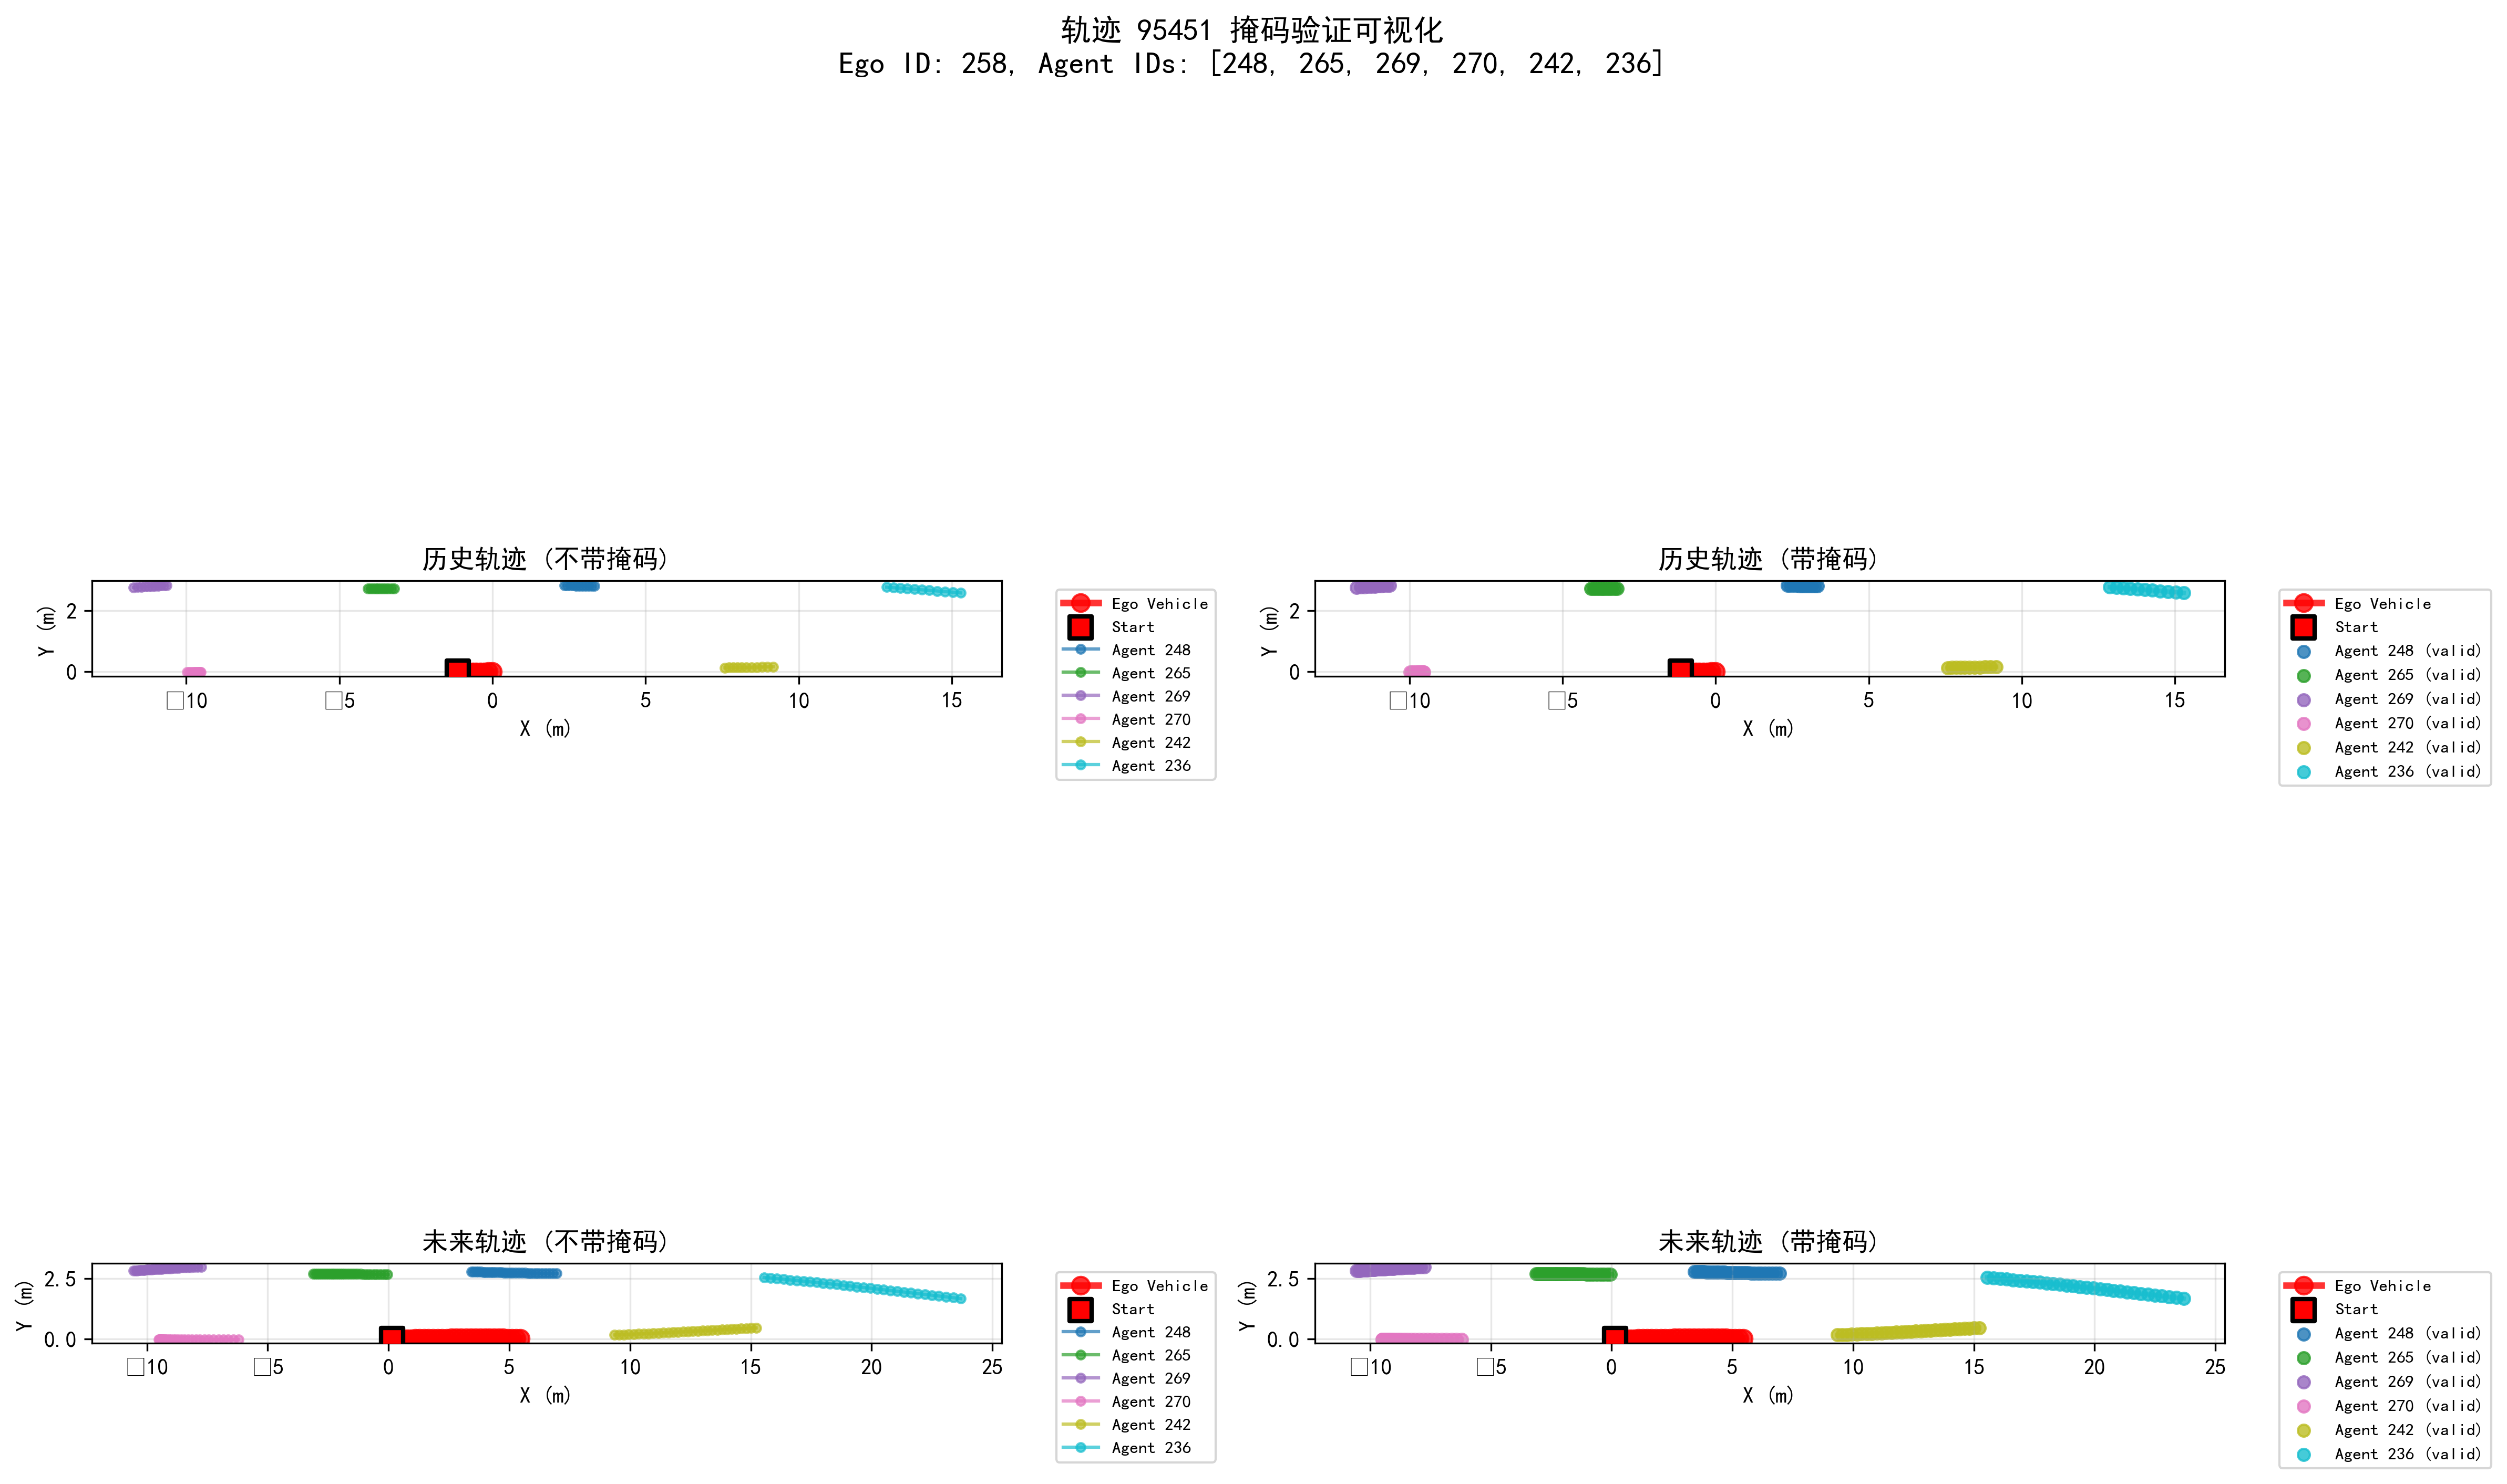 轨迹 95451 掩码验证可视化
Ego ID: 258, Agent IDs: [248, 265, 269, 270, 242, 236]
历史轨迹 (不带掩码)
Y (m)
2
0
□10 □5 0 5 10 15
X (m)
Ego Vehicle
Start
Agent 248
Agent 265
Agent 269
Agent 270
Agent 242
Agent 236
历史轨迹 (带掩码)
Y (m)
2
0
□10 □5 0 5 10 15
X (m)
Ego Vehicle
Start
Agent 248 (valid)
Agent 265 (valid)
Agent 269 (valid)
Agent 270 (valid)
Agent 242 (valid)
Agent 236 (valid)
未来轨迹 (不带掩码)
Y (m)
2.5
0.0
□10 □5 0 5 10 15 20 25
X (m)
Ego Vehicle
Start
Agent 248
Agent 265
Agent 269
Agent 270
Agent 242
Agent 236
未来轨迹 (带掩码)
Y (m)
2.5
0.0
□10 □5 0 5 10 15 20 25
X (m)
Ego Vehicle
Start
Agent 248 (valid)
Agent 265 (valid)
Agent 269 (valid)
Agent 270 (valid)
Agent 242 (valid)
Agent 236 (valid)